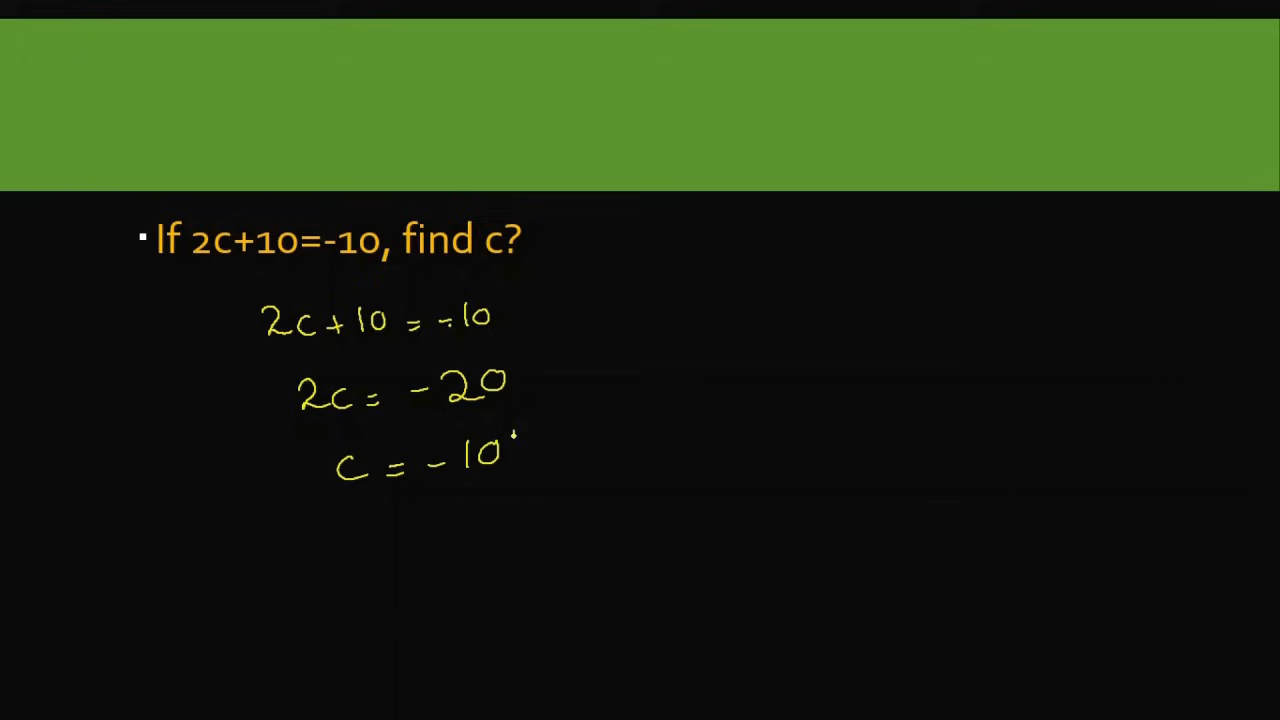 If 2c+10=-10, find c?
2c+10 = -10
2c = -20
c = -10